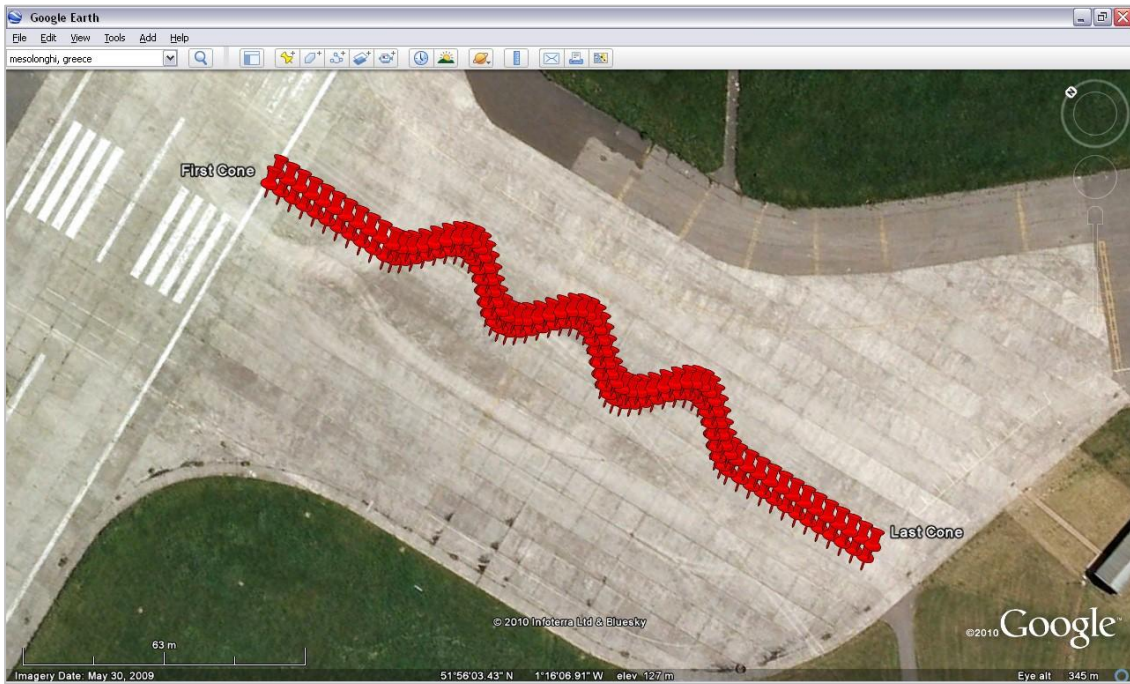 Google Earth
File Edit View Tools Add Help
mesolonghi, greece
First Cone
Last Cone
© 2010 Infoterra Ltd & Bluesky
©2010 Google™
63 m
Imagery Date: May 30, 2009 51°56'03.43" N 1°16'06.91" W elev 127 m Eye alt 345 m